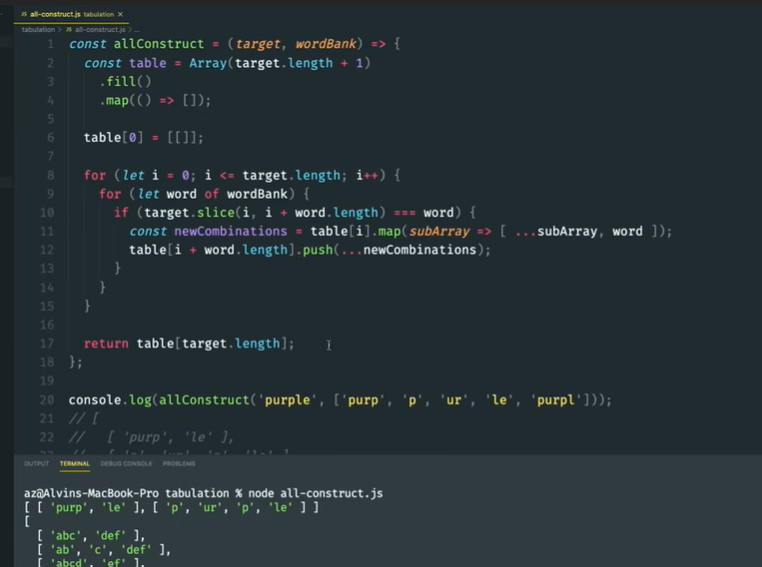 all-construct.js tabulation ×
tabulation > all-construct.js > ...
1 const allConstruct = (target, wordBank) => {
2 const table = Array(target.length + 1)
3 .fill()
4 .map(() => []);
5
6 table[0] = [[]];
7
8 for (let i = 0; i <= target.length; i++) {
9 for (let word of wordBank) {
10 if (target.slice(i, i + word.length) === word) {
11 const newCombinations = table[i].map(subArray => [ ...subArray, word ]);
12 table[i + word.length].push(...newCombinations);
13 }
14 }
15 }
16
17 return table[target.length];
18 };
19
20 console.log(allConstruct('purple', ['purp', 'p', 'ur', 'le', 'purpl']));
21 // [
22 // [ 'purp', 'le' ],
OUTPUT TERMINAL DEBUG CONSOLE PROBLEMS
az@Alvins-MacBook-Pro tabulation % node all-construct.js
[ [ 'purp', 'le' ], [ 'p', 'ur', 'p', 'le' ] ]
[
[ 'abc', 'def' ],
[ 'ab', 'c', 'def' ],
[ 'abcd', 'ef' ],